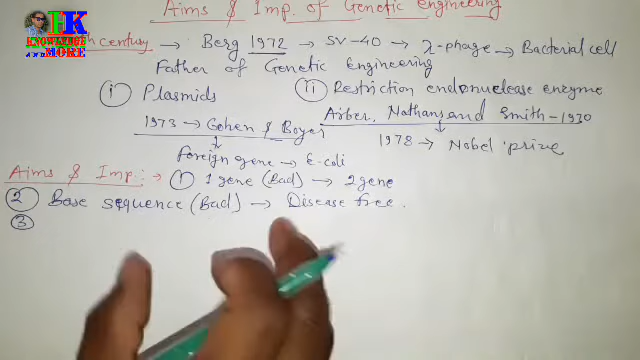 Aims & Imp. of Genetic engineering
HK
KNOWLEDGE
MORE
century → Berg 1972 → SV-40 → λ-phage → Bacterial cell
Father of Genetic Engineering
i Plasmids
ii Restriction endonuclease enzyme
1973 → Cohen & Boyer
Arber, Nathans and Smith-1930
1978 → Nobel prize
foreign gene → E-coli
Aims & Imp:- → 1 1 gene (Bad) → 2 gene
2 Base sequence (Bad) → Disease free.
3